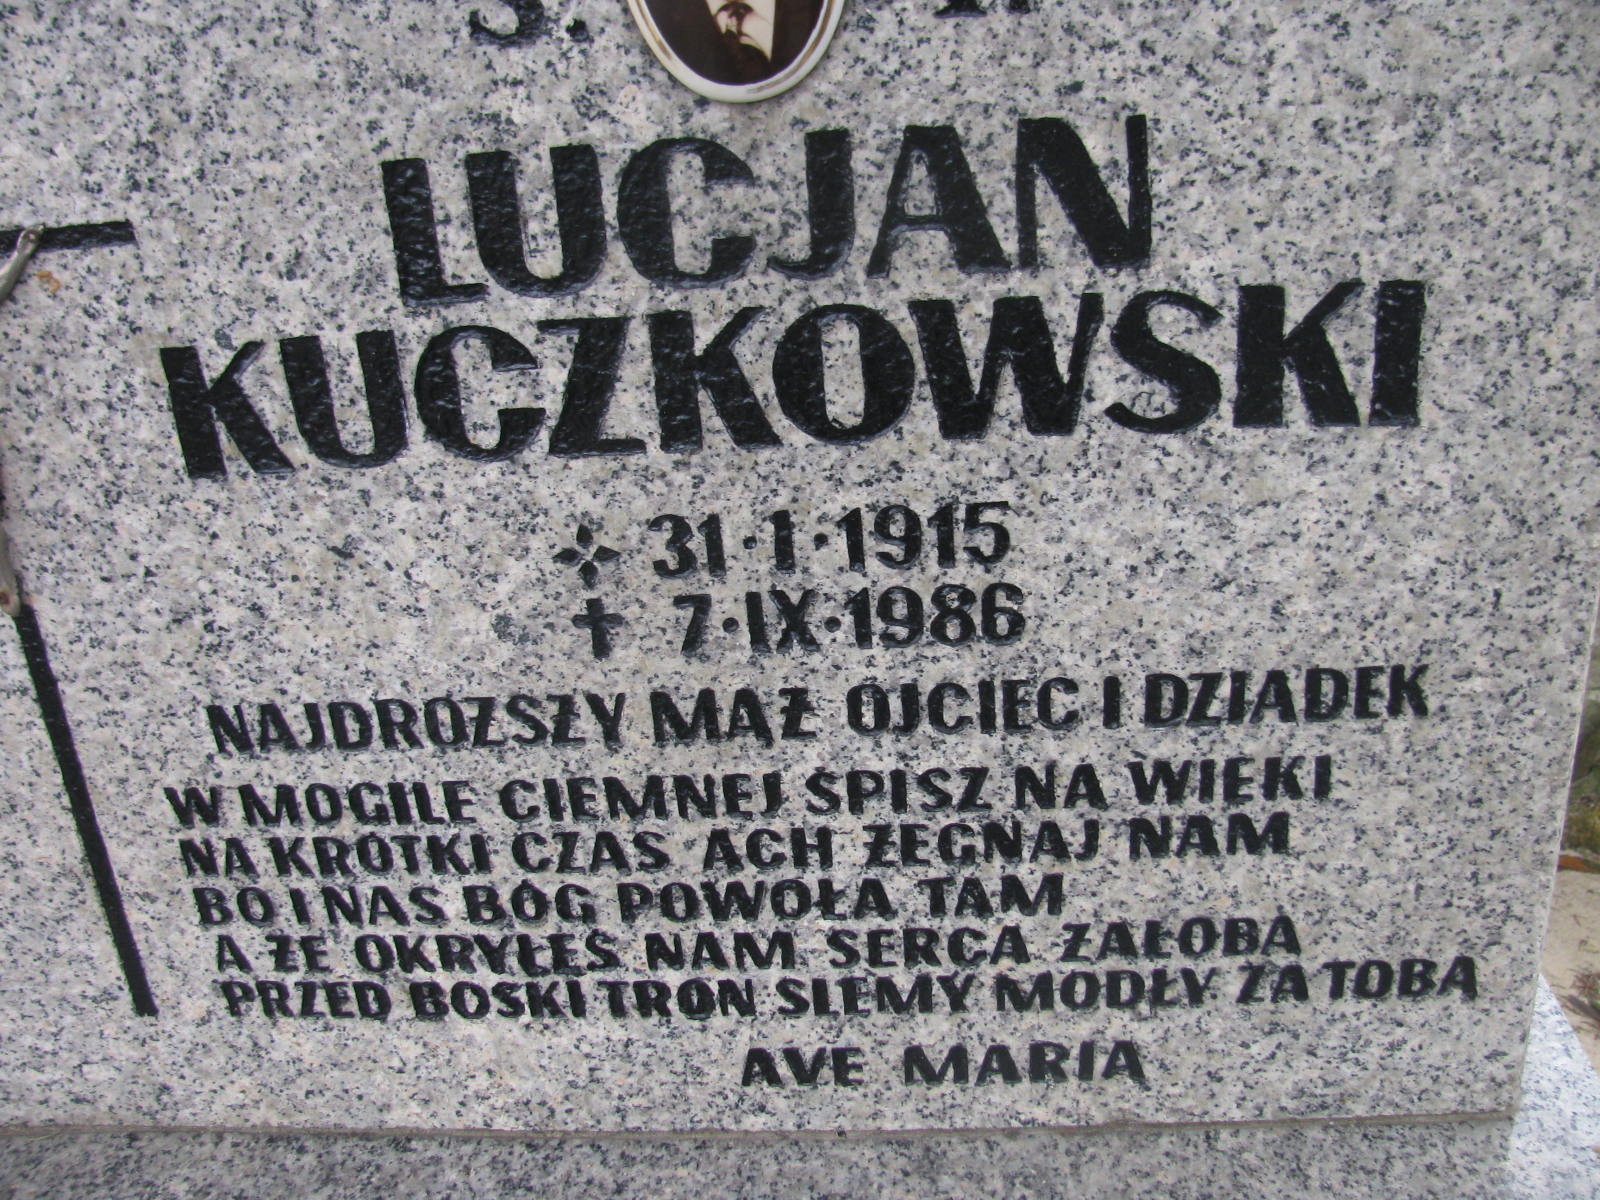 Ś. P.
LUCJAN
KUCZKOWSKI
31·I·1915
✝ 7·IX·1986
NAJDROŻSZY MĄŻ OJCIEC I DZIADEK
W MOGILE CIEMNEJ ŚPISZ NA WIEKI
NA KRÓTKI CZAS ACH ŻEGNAJ NAM
BO I NAS BÓG POWOŁA TAM
A ŻE OKRYŁEŚ NAM SERCA ŻAŁOBĄ
PRZED BOSKI TRON ŚLEMY MODŁY ZA TOBĄ
AVE MARIA